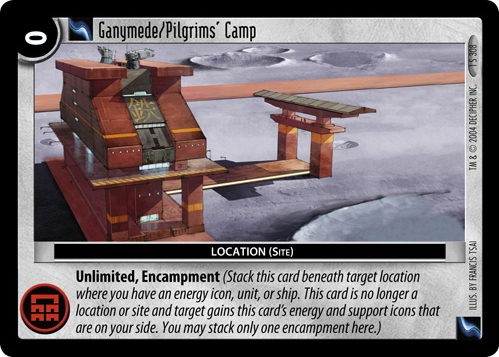 0
Ganymede/Pilgrims' Camp
1 S 308
TM & © 2004 DECIPHER INC.
ILLUS. BY FRANCIS TSAI
LOCATION (SITE)
Unlimited, Encampment (Stack this card beneath target location
where you have an energy icon, unit, or ship. This card is no longer a
location or site and target gains this card's energy and support icons that
are on your side. You may stack only one encampment here.)